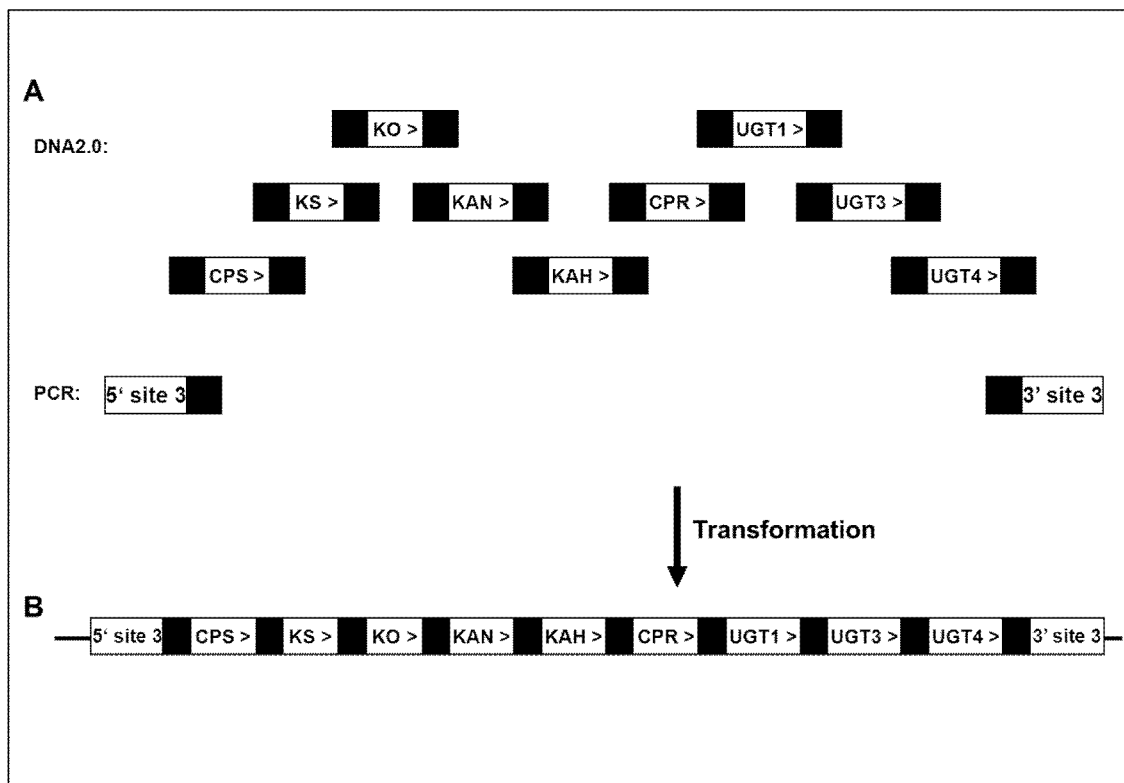 A
DNA2.0:
KO >
UGT1 >
KS >
KAN >
CPR >
UGT3 >
CPS >
KAH >
UGT4 >
PCR:
5‘ site 3
3’ site 3
Transformation
B
5‘ site 3
CPS >
KS >
KO >
KAN >
KAH >
CPR >
UGT1 >
UGT3 >
UGT4 >
3’ site 3